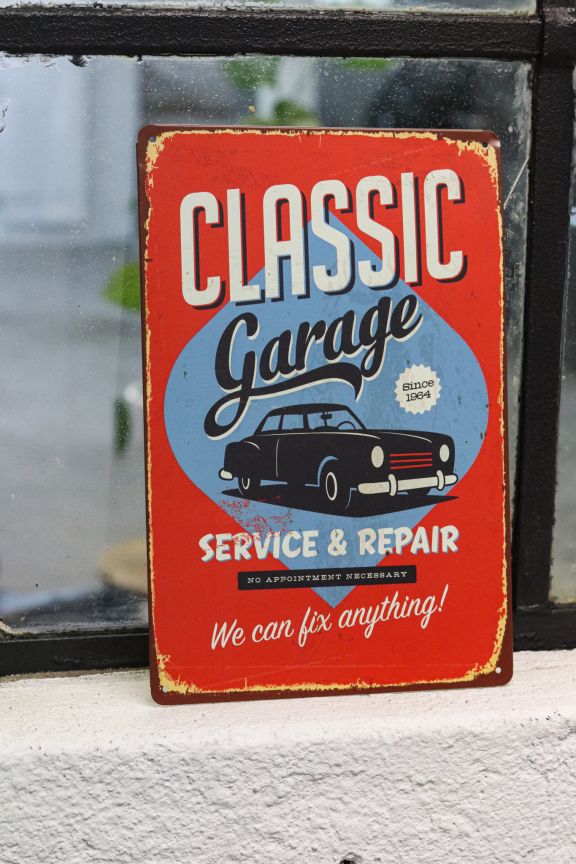 CLASSIC
Garage
Since
1964
SERVICE & REPAIR
NO APPOINTMENT NECESSARY
We can fix anything!